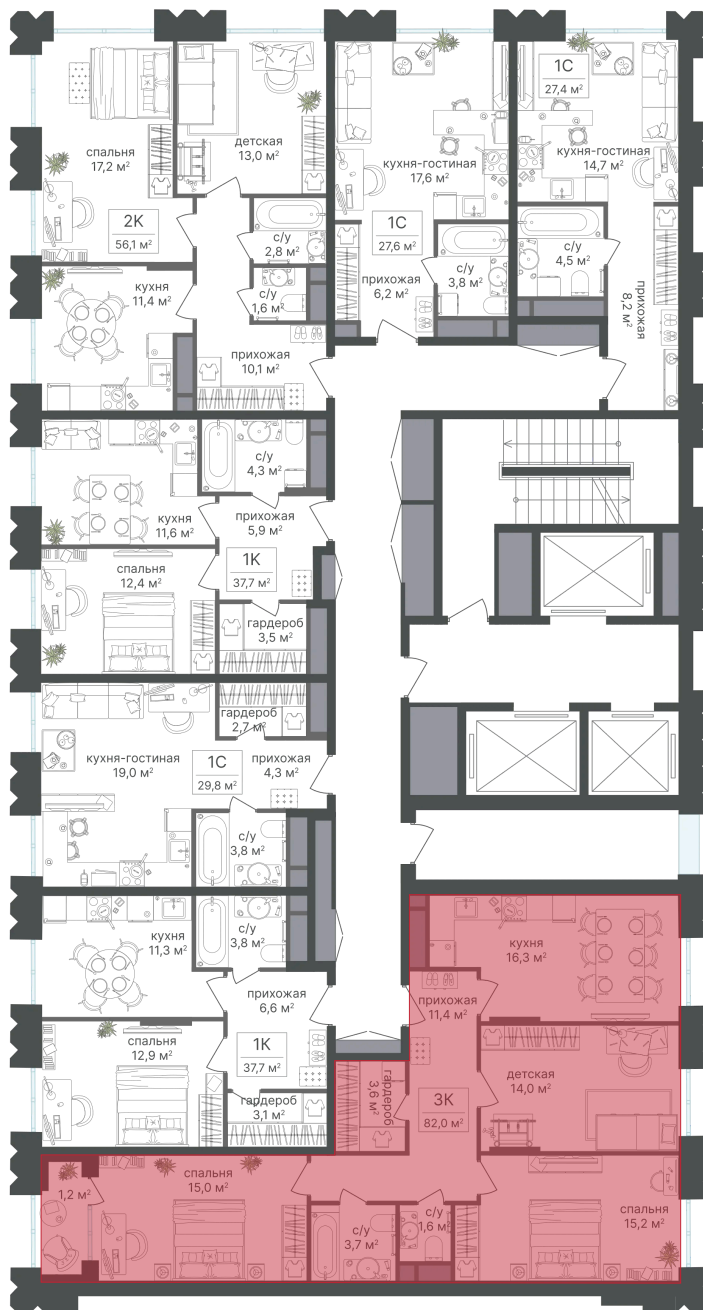 спальня
17,2 м²
2К
56,1 м²
детская
13,0 м²
с/у
2,8 м²
с/у
1,6 м²
кухня
11,4 м²
прихожая
10,1 м²
кухня-гостиная
17,6 м²
1С
27,6 м²
прихожая
6,2 м²
с/у
3,8 м²
1С
27,4 м²
кухня-гостиная
14,7 м²
с/у
4,5 м²
прихожая
8,2 м²
с/у
4,3 м²
кухня
11,6 м²
прихожая
5,9 м²
1К
37,7 м²
спальня
12,4 м²
гардероб
3,5 м²
гардероб
2,7 м²
кухня-гостиная
19,0 м²
1С
29,8 м²
прихожая
4,3 м²
с/у
3,8 м²
с/у
3,8 м²
кухня
11,3 м²
прихожая
6,6 м²
1К
37,7 м²
спальня
12,9 м²
гардероб
3,1 м²
кухня
16,3 м²
прихожая
11,4 м²
детская
14,0 м²
гардероб
3,6 м²
3К
82,0 м²
спальня
15,0 м²
1,2 м²
с/у
3,7 м²
с/у
1,6 м²
спальня
15,2 м²